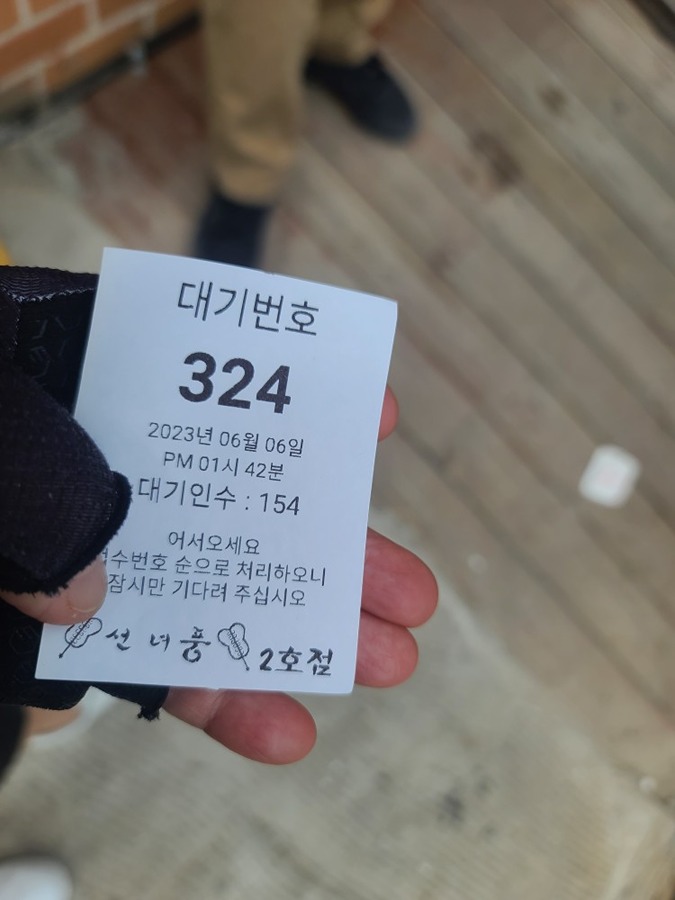 대기번호
324
2023년 06월 06일
PM 01시 42분
대기인수 : 154
어서오세요
순으로 처리하오니
잠시만 기다려 주십시오
선녀풍 2호점